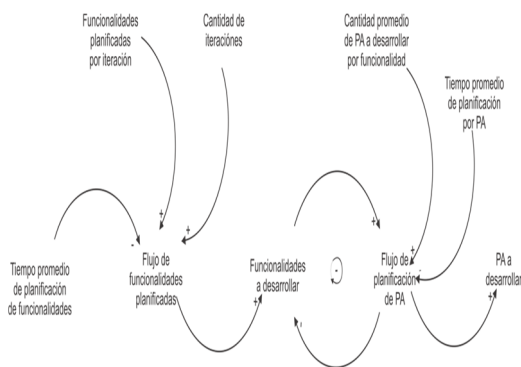 Funcionalidades
planificadas
por iteración
Cantidad de
iteraciónes
Cantidad promedio
de PA a desarrollar
por funcionalidad
Tiempo promedio
de planificación
por PA
+
+
-
+
+
-
Tiempo promedio
de planificación
de funcionalidades
Flujo de
funcionalidades
planificadas
Funcionalidades
a desarrollar
-
Flujo de
planificación
de PA
PA a
desarrollar
+
-
+